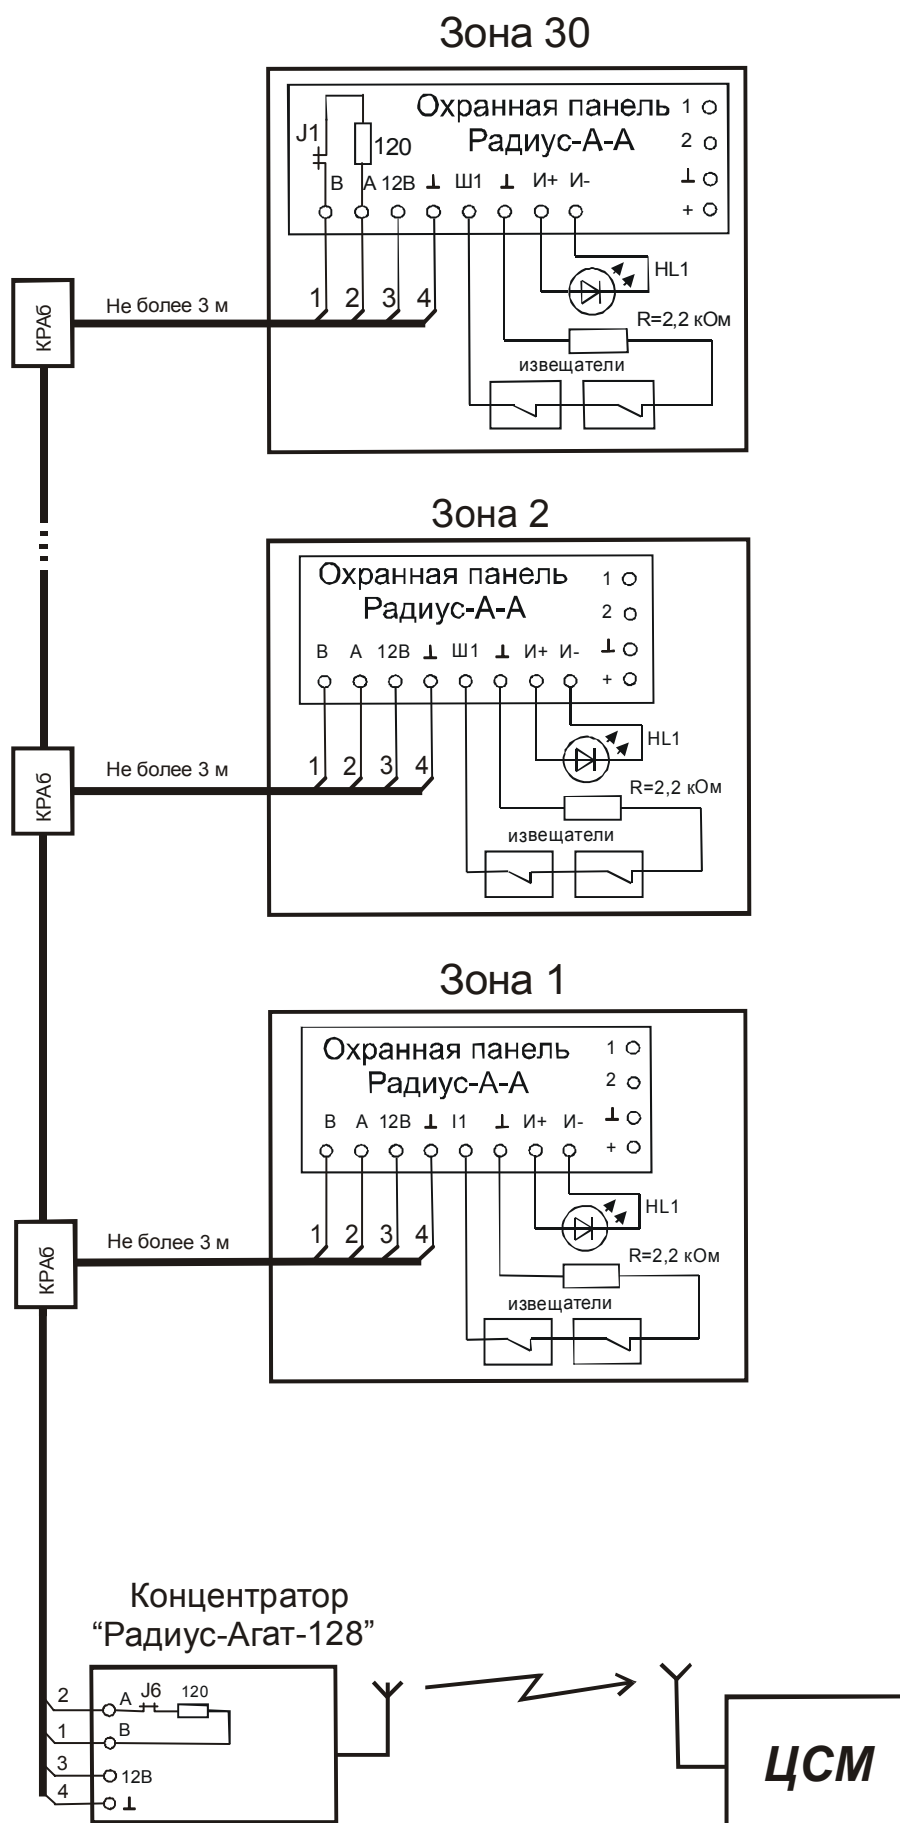 Зона 30
Охранная панель
Радиус-А-А
J1
120
1
2
⊥
+
В А 12В ⊥ Ш1 ⊥ И+ И-
HL1
КРАб
Не более 3 м
1 2 3 4
R=2,2 кОм
извещатели
Зона 2
Охранная панель
Радиус-А-А
1
2
⊥
+
В А 12В ⊥ Ш1 ⊥ И+ И-
HL1
КРАб
Не более 3 м
1 2 3 4
R=2,2 кОм
извещатели
Зона 1
Охранная панель
Радиус-А-А
1
2
⊥
+
В А 12В ⊥ I1 ⊥ И+ И-
HL1
КРАб
Не более 3 м
1 2 3 4
R=2,2 кОм
извещатели
Концентратор
“Радиус-Агат-128”
2 А J6 120
1 В
3 12В
4 ⊥
ЦСМ